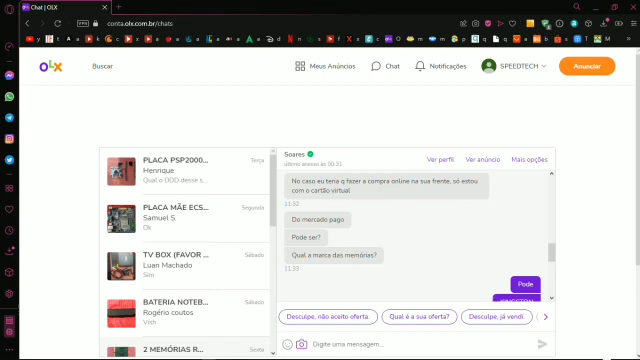 Chat | OLX
VPN
conta.olx.com.br/chats
OLX
Buscar
Meus Anúncios
Chat
Notificações
SPEEDTECH
Anunciar
PLACA PSP2000...
Terça
Henrique
Qual o DDD desse s...
PLACA MÃE ECS...
Segunda
Samuel S.
Ok
TV BOX (FAVOR ...
Sábado
Luan Machado
Sim
BATERIA NOTEB...
Sábado
Rogério coutos
Vish
2 MEMÓRIAS R...
Sexta
Soares
último acesso às 00:31
Ver perfil
Ver anúncio
Mais opções
No caso eu tena q fazer a compra online na sua frente, só estou
com o cartão virtual
11:32
Do mercado pago
Pode ser?
Qual a marca das memórias?
11:33
Pode
Desculpe, não aceito oferta.
Qual é a sua oferta?
Desculpe, já vendi.
Digite uma mensagem...